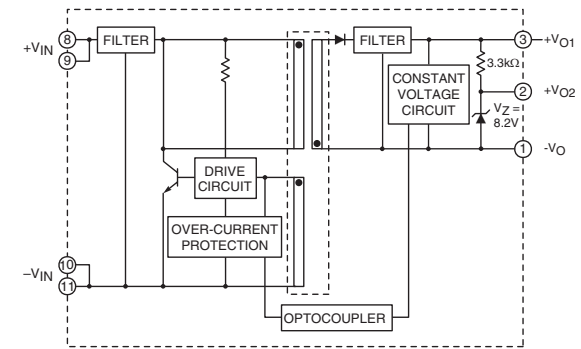 +VIN
8
9
FILTER
FILTER
3
+VO1
3.3kΩ
CONSTANT
VOLTAGE
CIRCUIT
2
+VO2
VZ =
8.2V
1
-VO
DRIVE
CIRCUIT
OVER-CURRENT
PROTECTION
–VIN
10
11
OPTOCOUPLER